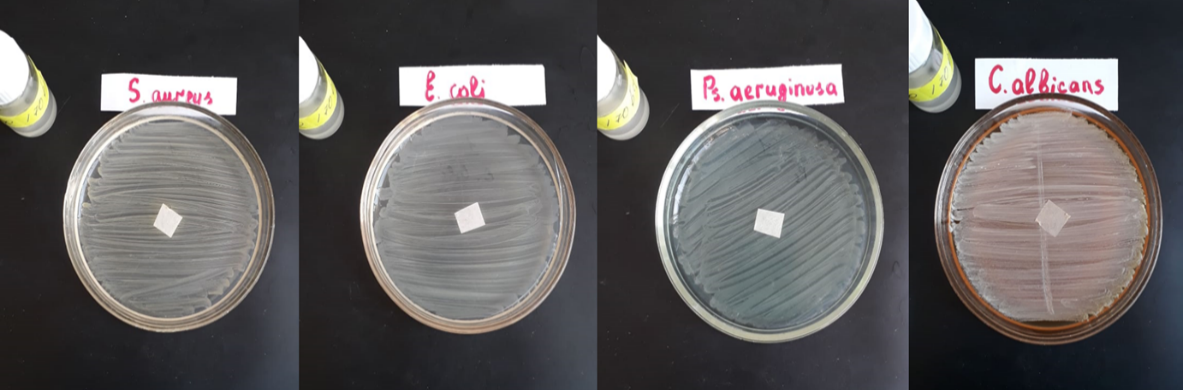 S. aureus
E. coli
Ps. aeruginosa
C. albicans